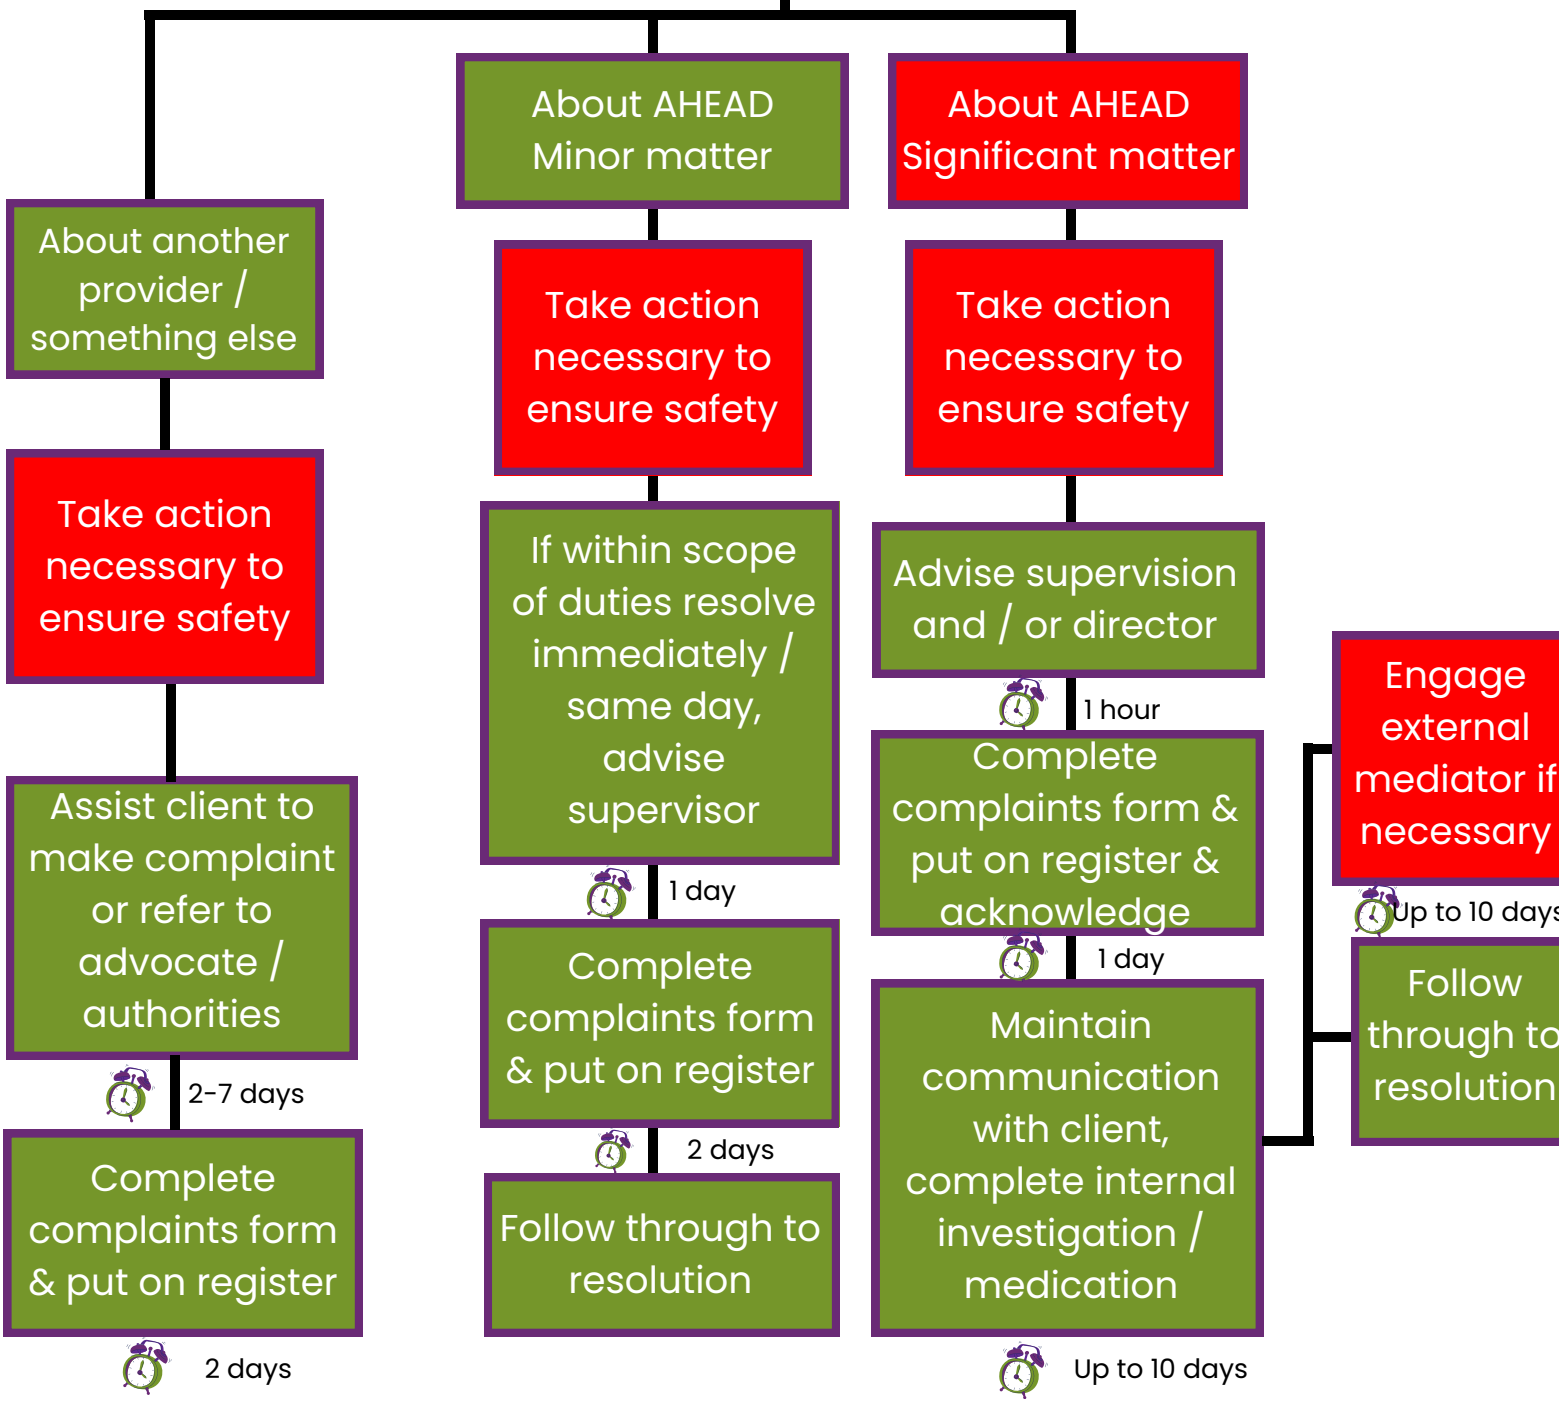 About another
provider /
something else
Take action
necessary to
ensure safety
Assist client to
make complaint
or refer to
advocate /
authorities
2-7 days
Complete
complaints form
& put on register
2 days
About AHEAD
Minor matter
Take action
necessary to
ensure safety
If within scope
of duties resolve
immediately /
same day,
advise
supervisor
1 day
Complete
complaints form
& put on register
2 days
Follow through to
resolution
About AHEAD
Significant matter
Take action
necessary to
ensure safety
Advise supervision
and / or director
1 hour
Complete
complaints form &
put on register &
acknowledge
1 day
Maintain
communication
with client,
complete internal
investigation /
medication
Up to 10 days
Engage
external
mediator if
necessary
Up to 10 days
Follow
through to
resolution